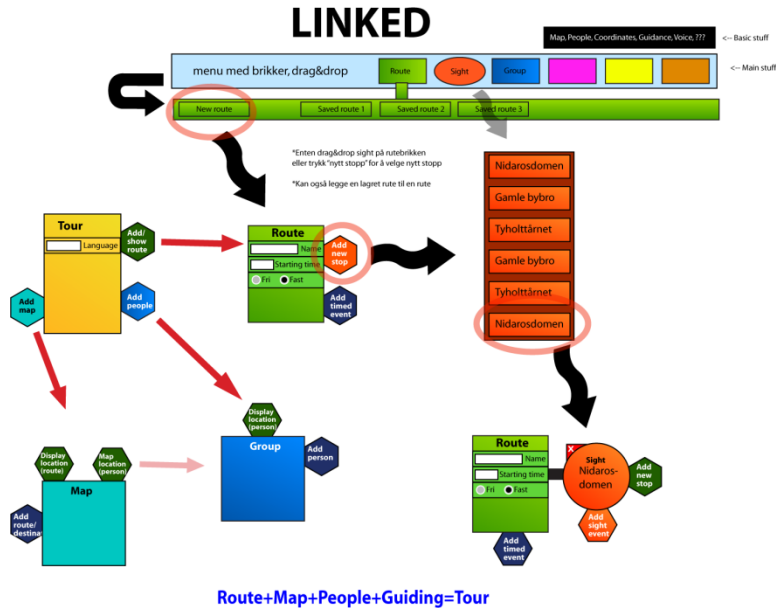 LINKED
Map, People, Coordinates, Guidance, Voice, ???
<-- Basic stuff
menu med brikker, drag&drop
Route
Sight
Group
<-- Main stuff
New route
Saved route 1
Saved route 2
Saved route 3
*Enten drag&drop sight på rutebrikken
eller trykk "nytt stopp" for å velge nytt stopp
*Kan også legge en lagret rute til en rute
Nidarosdomen
Gamle bybro
Tyholttårnet
Gamle bybro
Tyholttårnet
Nidarosdomen
Tour
Language
Add/
show
route
Add
map
Add
people
Route
Name
Starting time
Fri
Fast
Add
new
stop
Add
timed
event
Display
location
(route)
Map
location
(person)
Map
Add
route/
destinat
Display
location
(person)
Group
Add
person
Route
Name
Starting time
Fri
Fast
Add
timed
event
X
Sight
Nidaros-
domen
Add
new
stop
Add
sight
event
Route+Map+People+Guiding=Tour